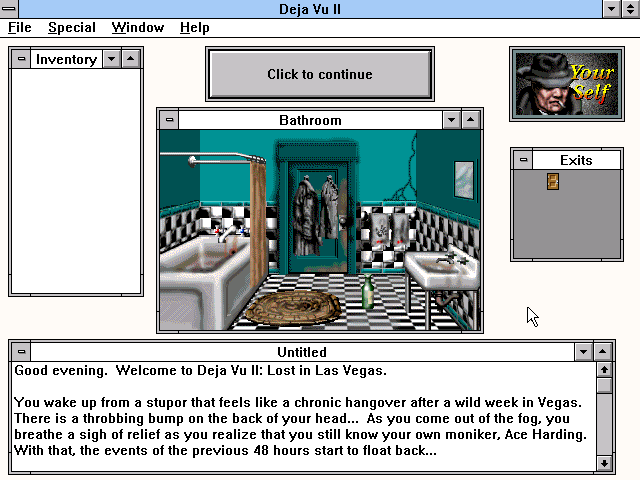 Deja Vu II
File Special Window Help
Inventory
Click to continue
Your
Self
Bathroom
Exits
Untitled
Good evening.  Welcome to Deja Vu II: Lost in Las Vegas.
You wake up from a stupor that feels like a chronic hangover after a wild week in Vegas.
There is a throbbing bump on the back of your head...  As you come out of the fog, you
breathe a sigh of relief as you realize that you still know your own moniker, Ace Harding.
With that, the events of the previous 48 hours start to float back...